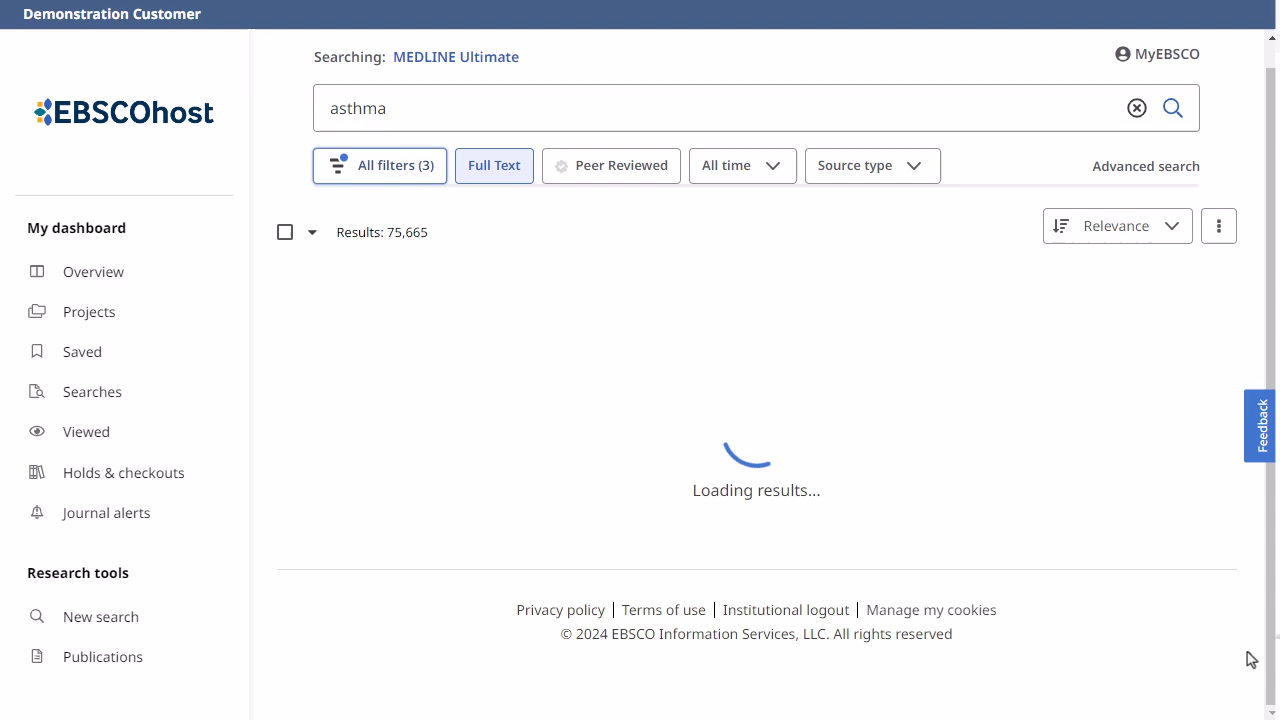 Demonstration Customer
EBSCOhost
My dashboard
Overview
Projects
Saved
Searches
Viewed
Holds & checkouts
Journal alerts
Research tools
New search
Publications
Searching: MEDLINE Ultimate
MyEBSCO
asthma
All filters (3) Full Text Peer Reviewed All time Source type Advanced search
Results: 75,665 Relevance
Loading results...
Feedback
Privacy policy | Terms of use | Institutional logout | Manage my cookies
© 2024 EBSCO Information Services, LLC. All rights reserved